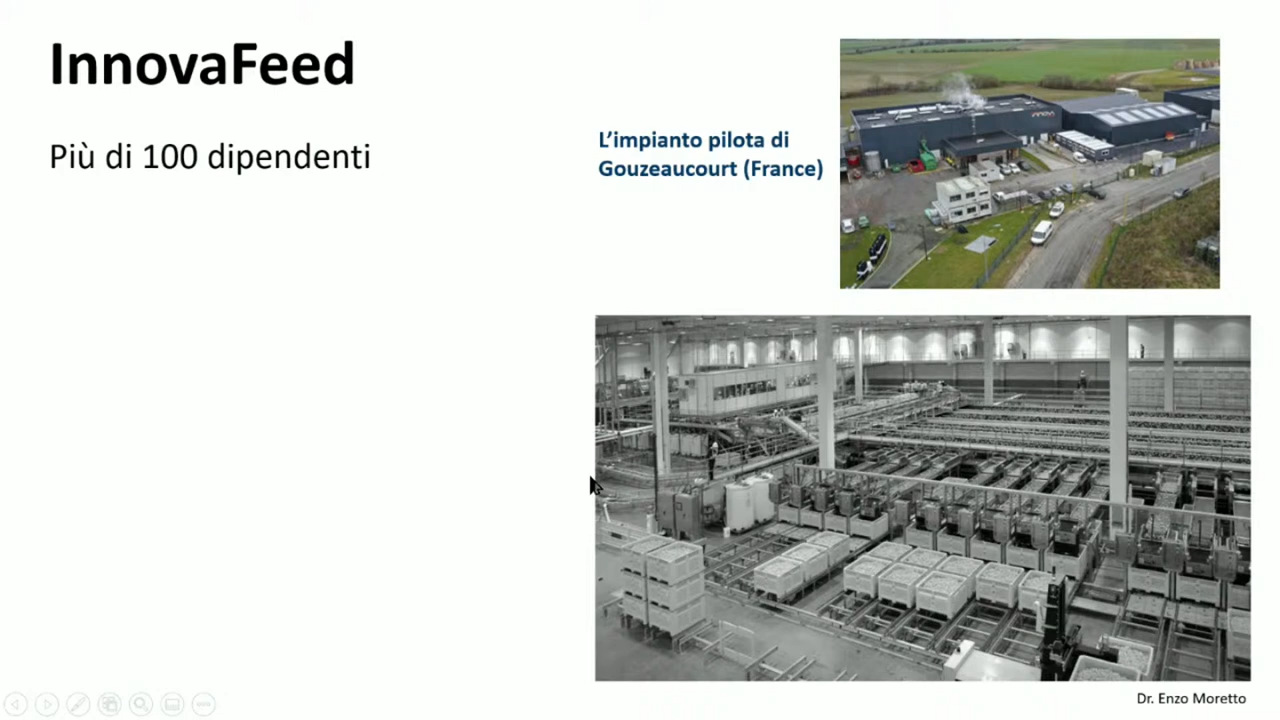 InnovaFeed
Più di 100 dipendenti
L’impianto pilota di
Gouzeaucourt (France)
Dr. Enzo Moretto